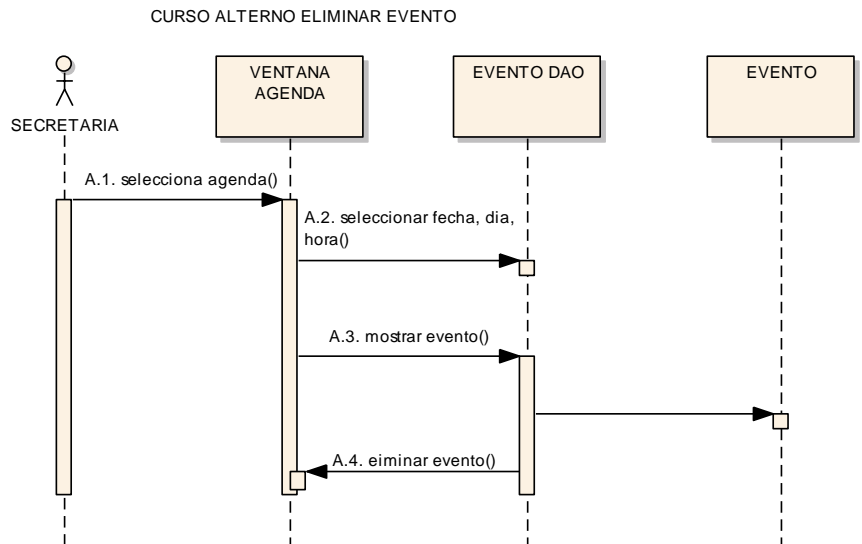 CURSO ALTERNO ELIMINAR EVENTO
SECRETARIA
VENTANA
AGENDA
EVENTO DAO
EVENTO
A.1. selecciona agenda()
A.2. seleccionar fecha, dia,
hora()
A.3. mostrar evento()
A.4. eiminar evento()